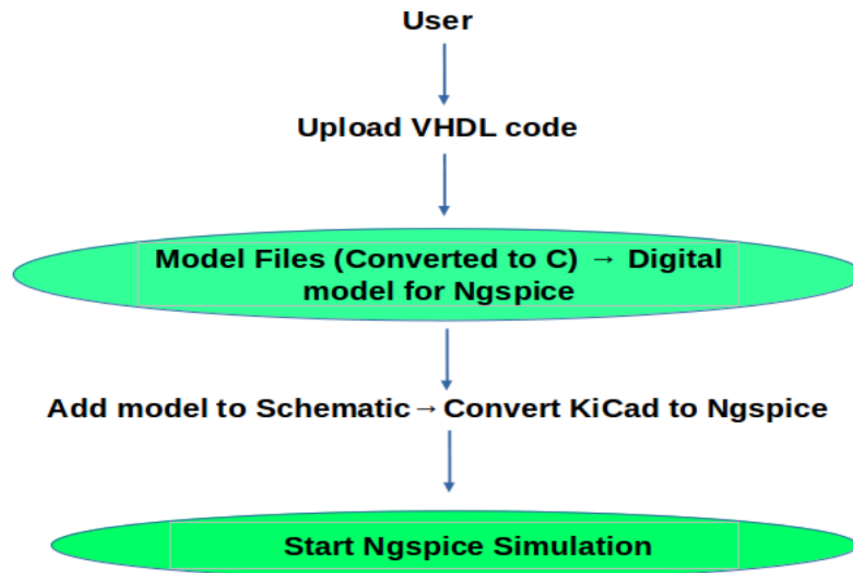 User
Upload VHDL code
Model Files (Converted to C) → Digital
model for Ngspice
Add model to Schematic→Convert KiCad to Ngspice
Start Ngspice Simulation